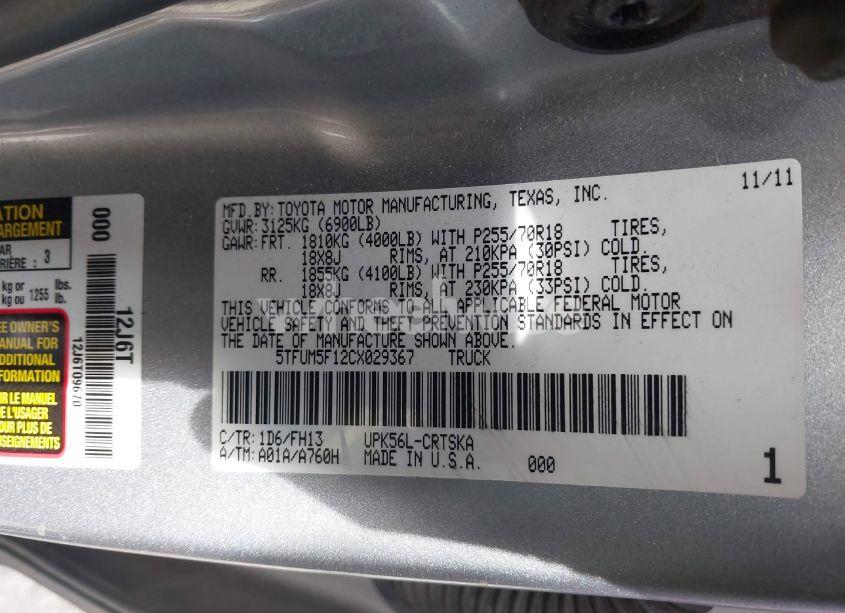 ATION
ARGEMENT
AR
RIÈRE : 3
kg or
kg ou 1255 lbs.
lb.
EE OWNER'S
MANUAL FOR
ADDITIONAL
FORMATION
IR LE MANUEL
E L'USAGER
POUR PLUS DE
NSEIGNEMENTS
000
12J6T
12J6T09670
11/11
MFD.BY:TOYOTA MOTOR MANUFACTURING, TEXAS, INC.
GVWR:3125KG (6900LB)
GAWR:FRT. 1810KG (4000LB) WITH P255/70R18 TIRES,
18X8J RIMS, AT 210KPA (30PSI) COLD.
RR. 1855KG (4100LB) WITH P255/70R18 TIRES,
18X8J RIMS, AT 230KPA (33PSI) COLD.
THIS VEHICLE CONFORMS TO ALL APPLICABLE FEDERAL MOTOR
VEHICLE SAFETY AND THEFT PREVENTION STANDARDS IN EFFECT ON
THE DATE OF MANUFACTURE SHOWN ABOVE.
5TFUM5F12CX029367 TRUCK
C/TR:1D6/FH13 UPK56L-CRTSKA
A/TM:A01A/A760H MADE IN U.S.A. 000
1